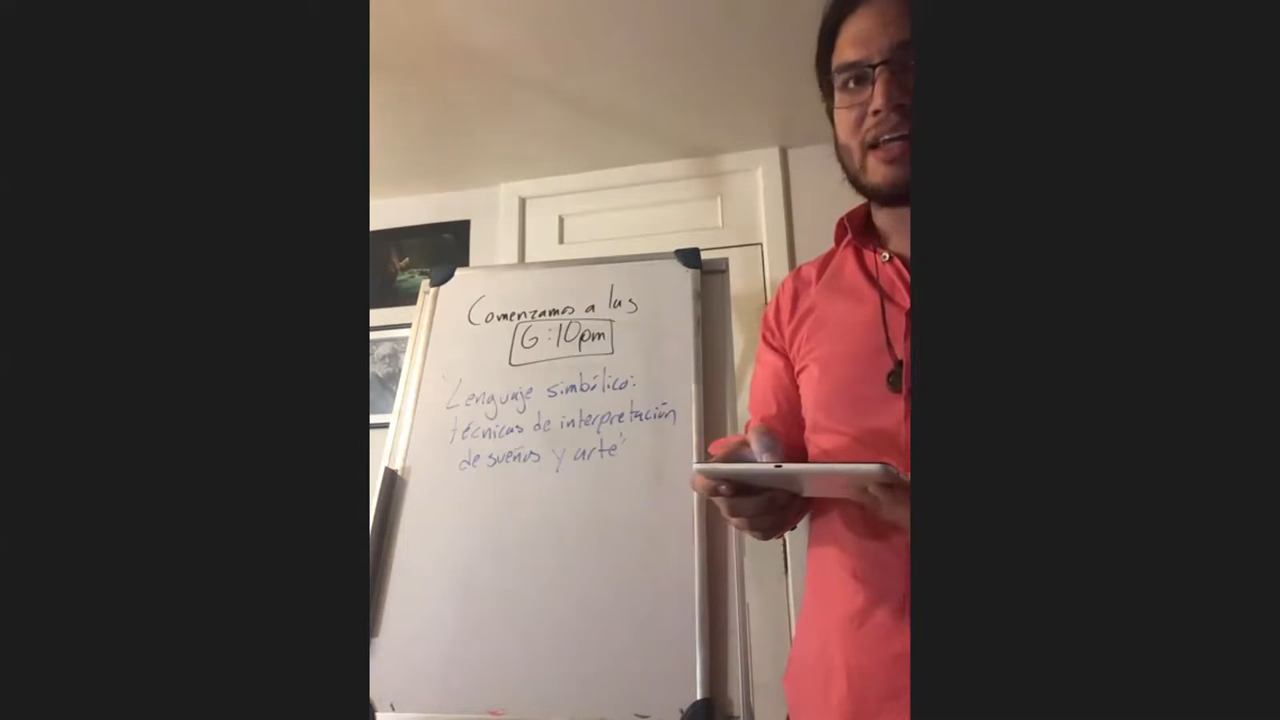 Comenzamos a las
6:10pm
"Lenguaje simbólico:
técnicas de interpretación
de sueños y arte"